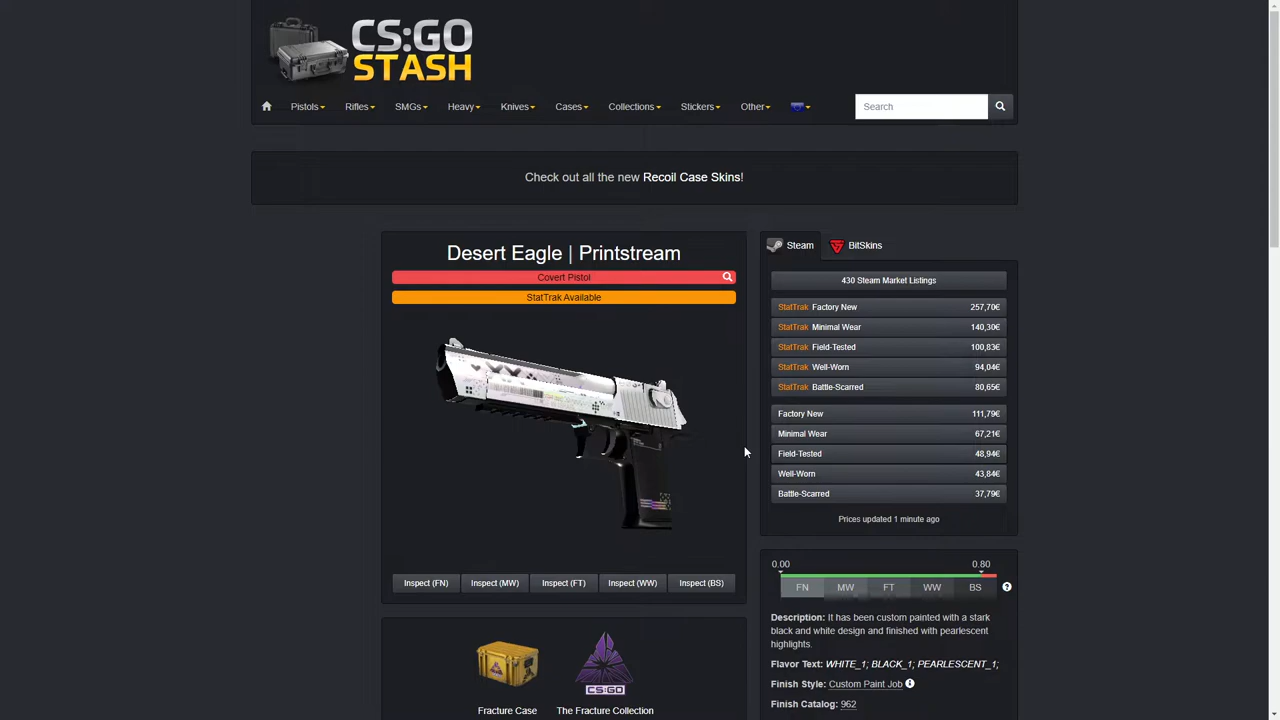 CS:GO
STASH
Pistols Rifles SMGs Heavy Knives Cases Collections Stickers Other Search
Check out all the new Recoil Case Skins!
Desert Eagle | Printstream
Covert Pistol
StatTrak Available
Inspect (FN) Inspect (MW) Inspect (FT) Inspect (WW) Inspect (BS)
CS:GO
Fracture Case The Fracture Collection
Steam BitSkins
430 Steam Market Listings
StatTrak Factory New 257,70€
StatTrak Minimal Wear 140,30€
StatTrak Field-Tested 100,83€
StatTrak Well-Worn 94,04€
StatTrak Battle-Scarred 80,65€
Factory New 111,79€
Minimal Wear 67,21€
Field-Tested 48,94€
Well-Worn 43,84€
Battle-Scarred 37,79€
Prices updated 1 minute ago
0.00 0.80
FN MW FT WW BS
Description: It has been custom painted with a stark
black and white design and finished with pearlescent
highlights.
Flavor Text: WHITE_1; BLACK_1; PEARLESCENT_1;
Finish Style: Custom Paint Job
Finish Catalog: 962